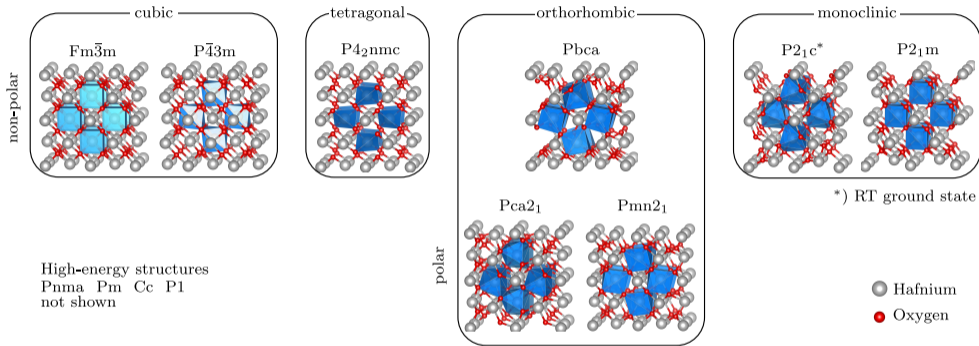 cubic
tetragonal
orthorhombic
monoclinic
non-polar
Fm3̅m
P4̅3m
P4₂nmc
Pbca
P2₁c*
P2₁m
*) RT ground state
polar
Pca2₁
Pmn2₁
High-energy structures
Pnma Pm Cc P1
not shown
Hafnium
Oxygen